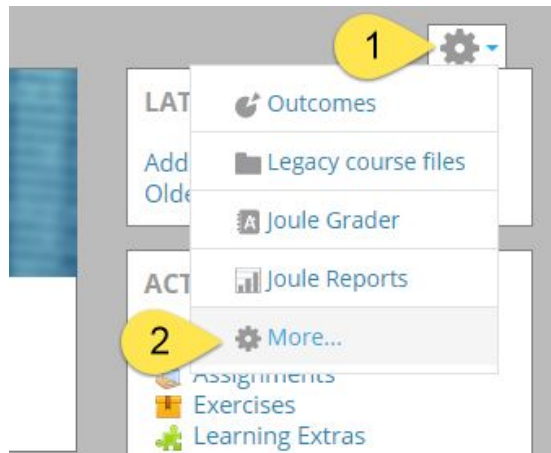 1
LAT
Outcomes
Add
Legacy course files
Olde
Joule Grader
ACT
Joule Reports
2
More...
Assignments
Exercises
Learning Extras